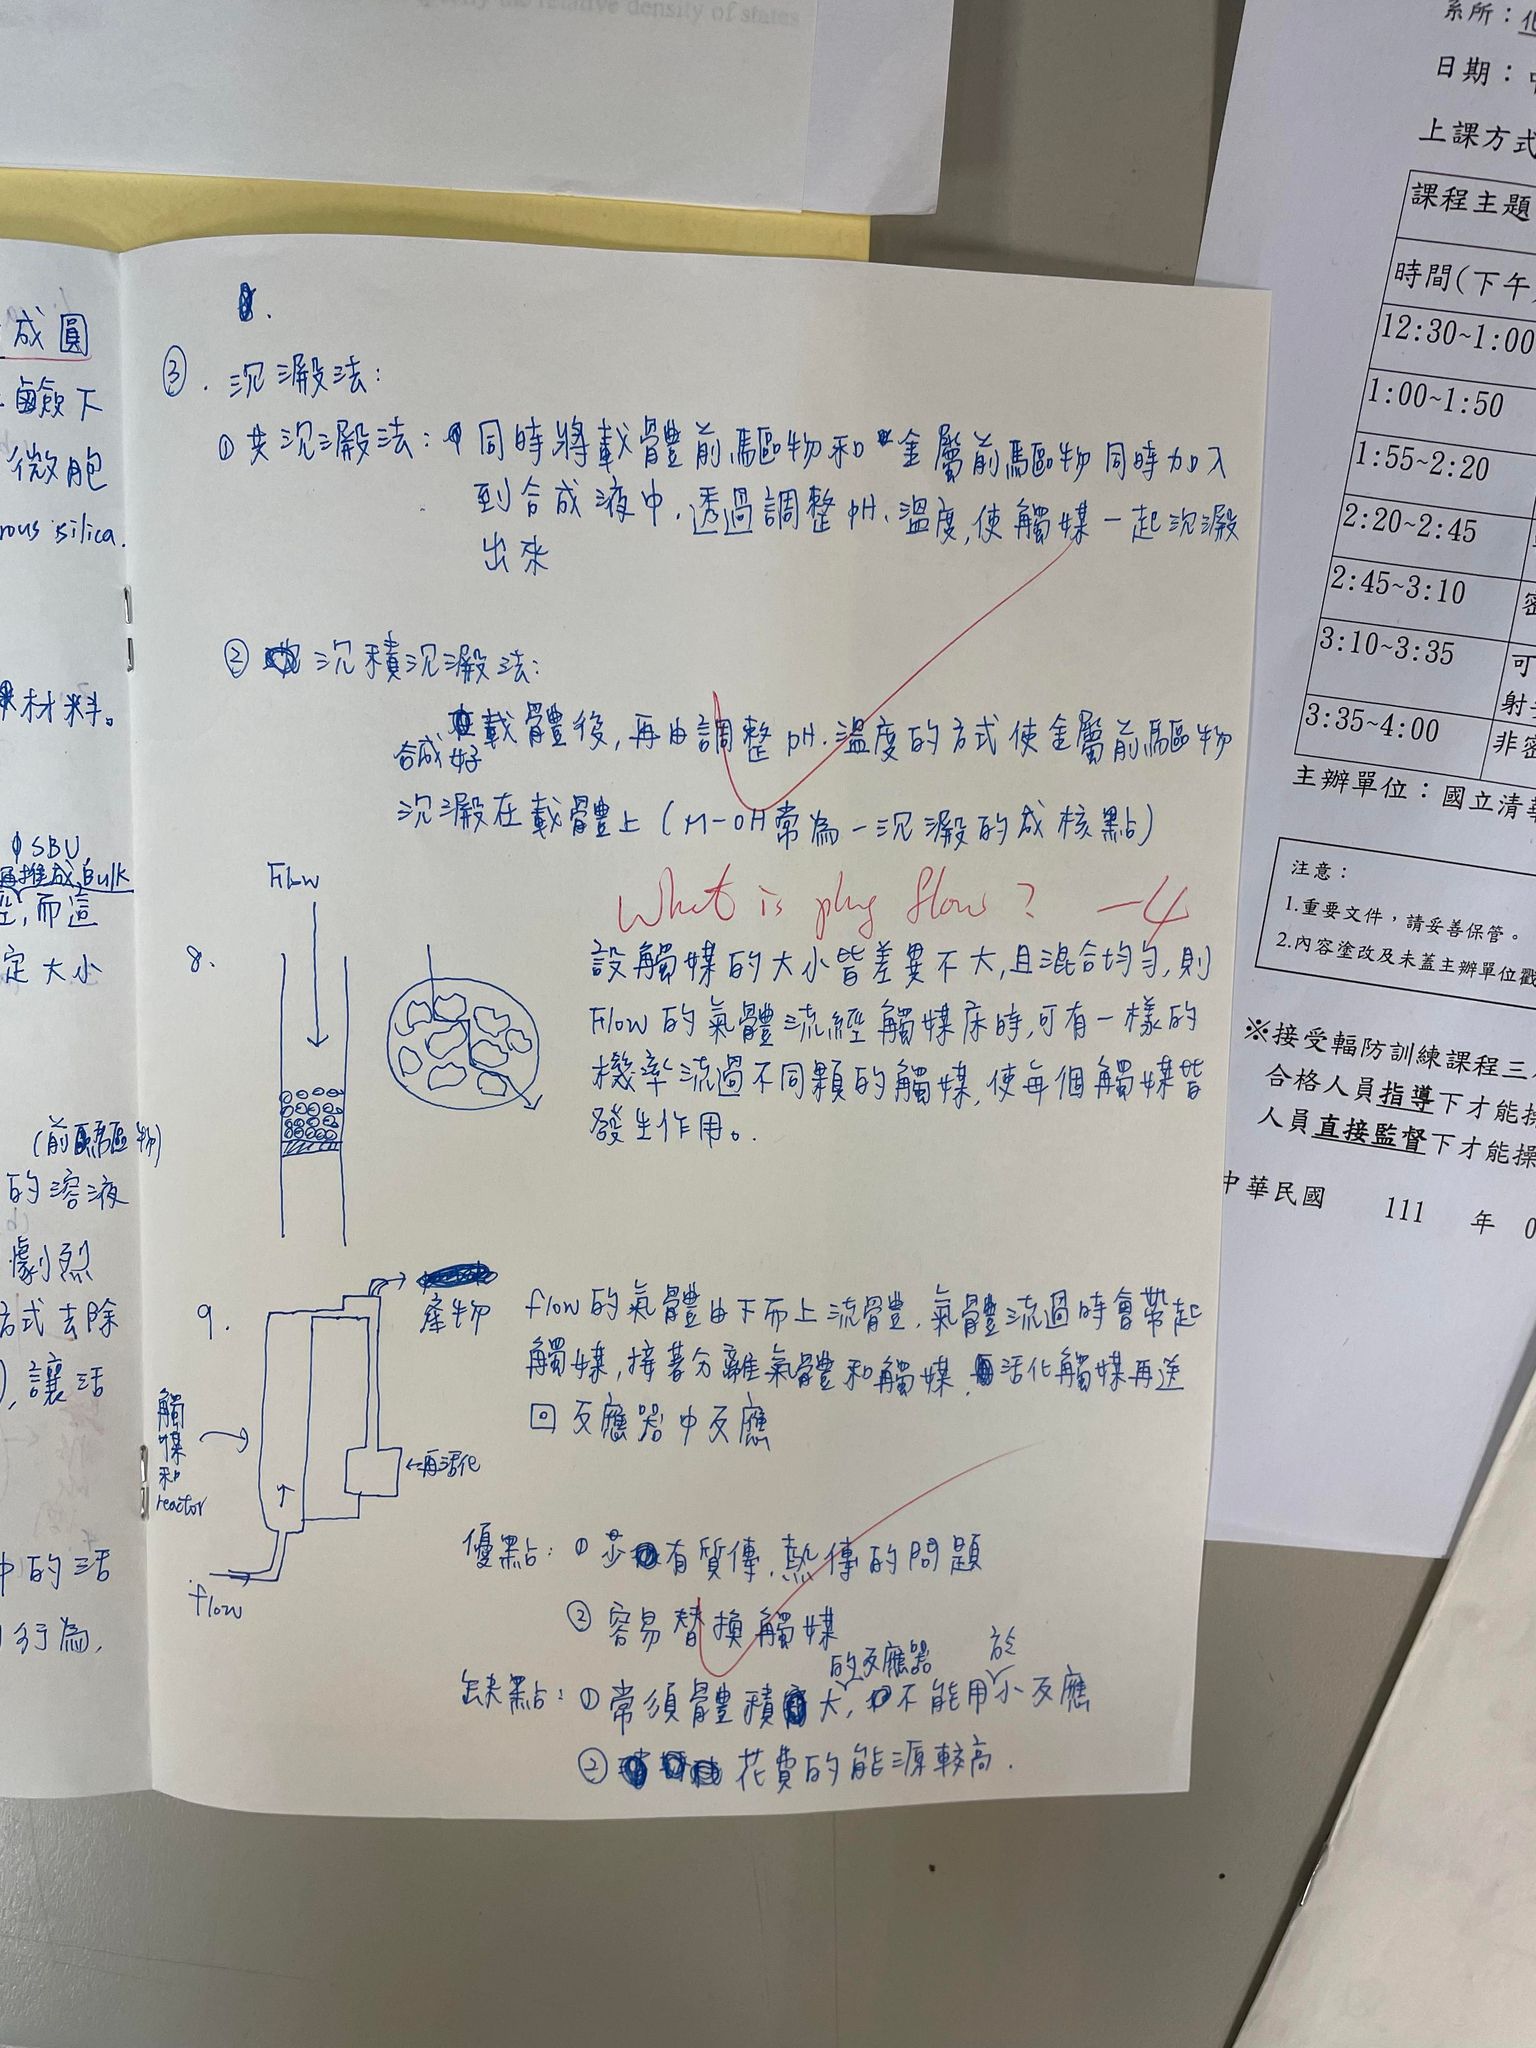 why the relative density of states
成圓
鹼下
微胞
rous silica.
材料。
SBU
再堆成 Bulk
,而這
定大小
(前驅物)
的溶液
劇烈
方式去除
),讓活
中的活
行為,
8.
③. 沉澱法:
① 共沉澱法: 同時將載體前驅物和金屬前驅物同時加入
到合成液中.透過調整pH.溫度,使觸媒一起沉澱
出來
② 沉積沉澱法:
合成好載體後,再由調整pH.溫度的方式使金屬前驅物
沉澱在載體上(M-OH常為一沉澱的成核點)
What is plug flow? -4
Flow
8.
設觸媒的大小皆差異不大,且混合均勻,則
Flow的氣體流經觸媒床時,可有一樣的
機率流過不同顆的觸媒,使每個觸媒皆
發生作用。
9.
產物
觸媒和reactor
←再活化
flow
flow的氣體由下而上流體.氣體流過時會帶起
觸媒,接著分離氣體和觸媒.活化觸媒再送
回反應器中反應
優點:①少有質傳.熱傳的問題
②容易替換觸媒
缺點:①常須體積大的反應器,不能用於小反應
②花費的能源較高.
系所:化
日期:
上課方式
課程主題
時間(下午
12:30~1:00
1:00~1:50
1:55~2:20
2:20~2:45
2:45~3:10 密
3:10~3:35 可
射
3:35~4:00 非密
主辦單位:國立清華
注意:
1.重要文件,請妥善保管。
2.內容塗改及未蓋主辦單位戳
※接受輻防訓練課程三
合格人員指導下才能操
人員直接監督下才能操
中華民國 111 年 0